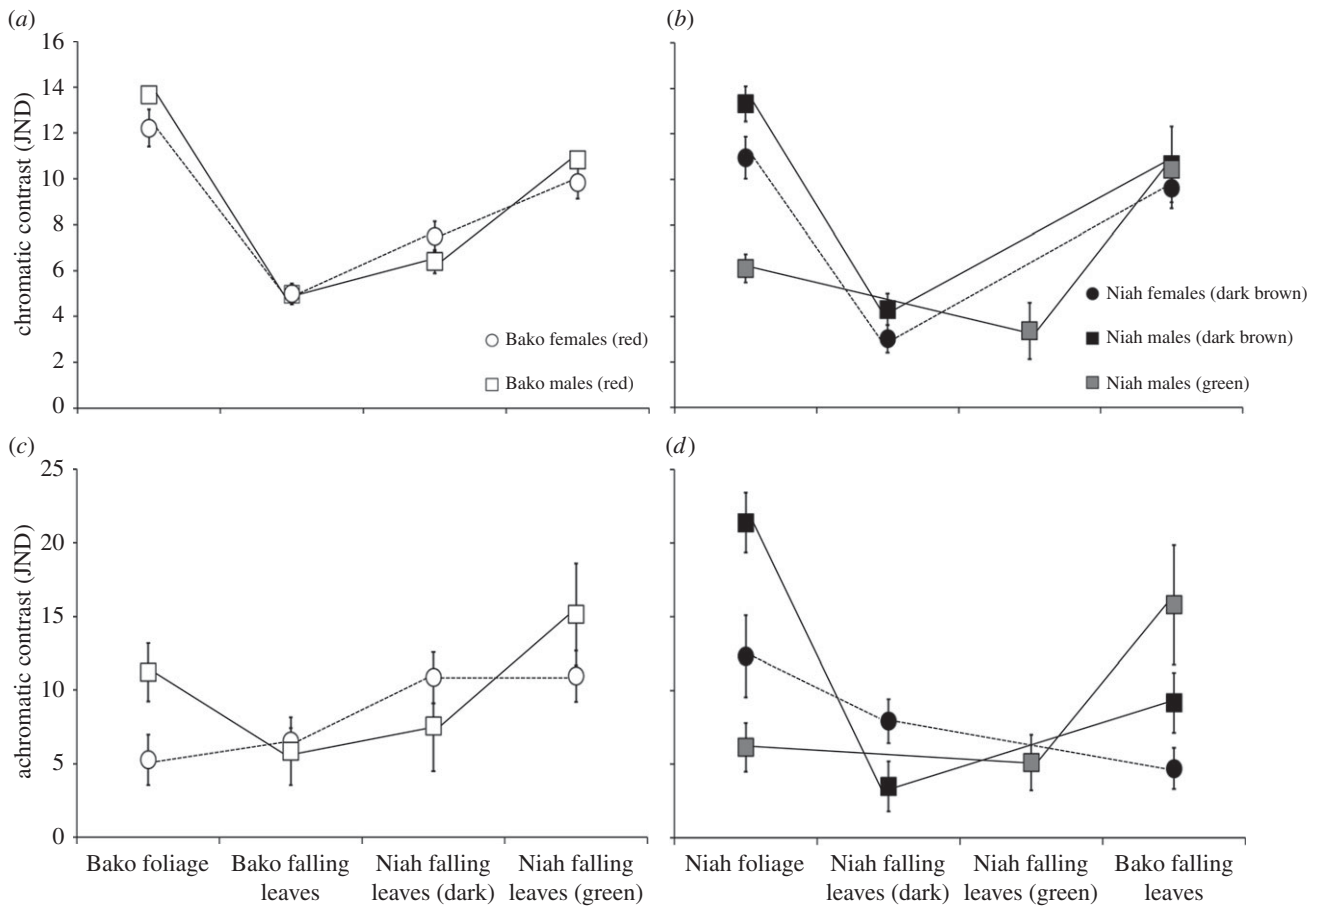 (a)
16
14
12
10
8
6
4
2
0
chromatic contrast (JND)
Bako females (red)
Bako males (red)
(b)
Niah females (dark brown)
Niah males (dark brown)
Niah males (green)
(c)
25
20
15
10
5
0
achromatic contrast (JND)
Bako foliage
Bako falling
leaves
Niah falling
leaves (dark)
Niah falling
leaves (green)
(d)
Niah foliage
Niah falling
leaves (dark)
Niah falling
leaves (green)
Bako falling
leaves